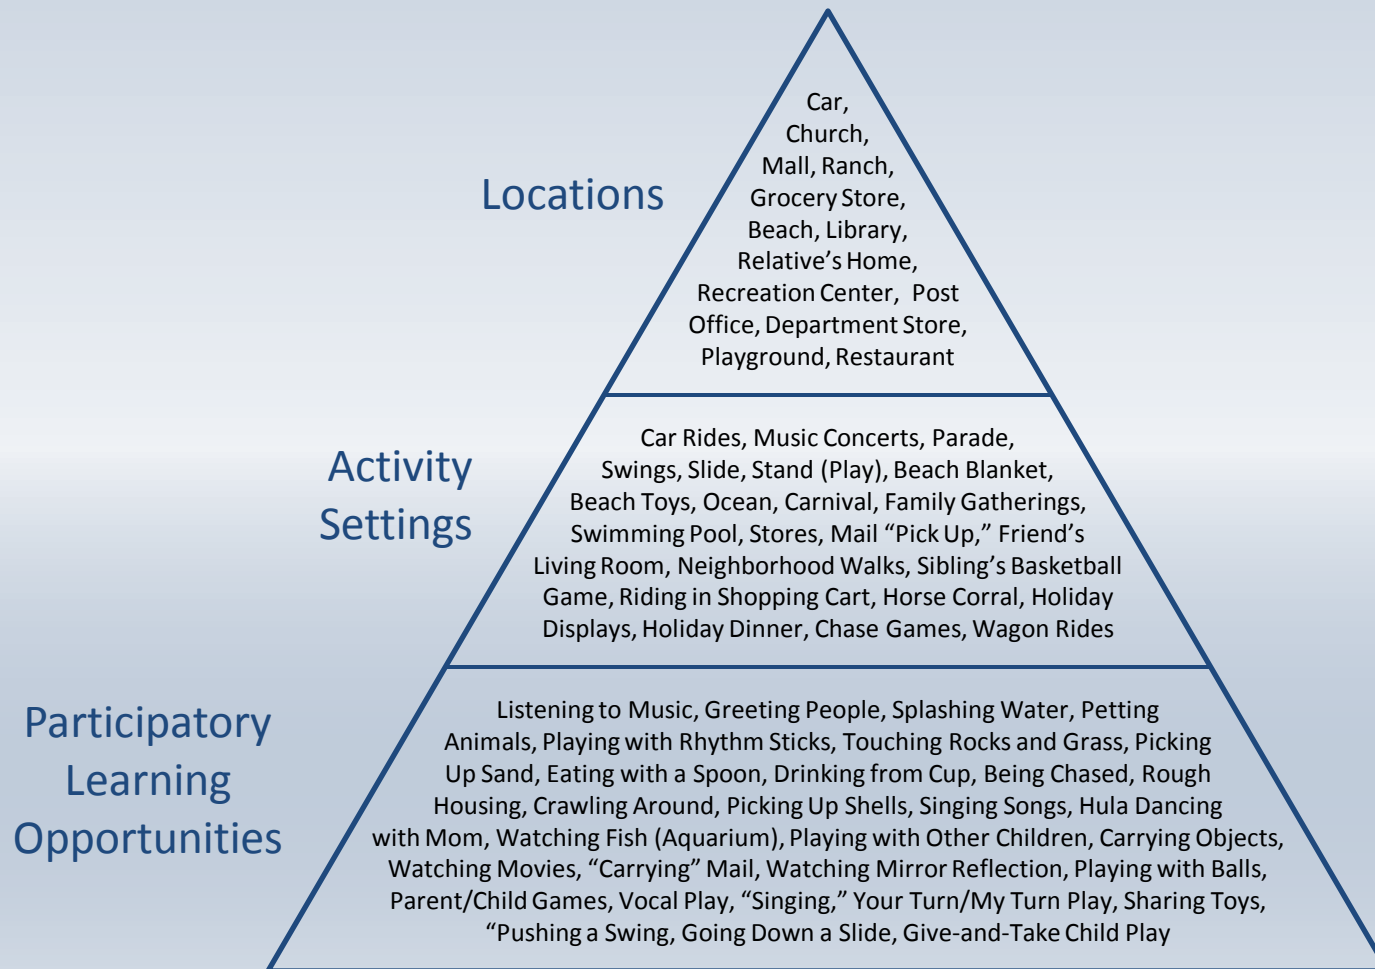 Locations
Car,
Church,
Mall, Ranch,
Grocery Store,
Beach, Library,
Relative’s Home,
Recreation Center, Post
Office, Department Store,
Playground, Restaurant
Activity
Settings
Car Rides, Music Concerts, Parade,
Swings, Slide, Stand (Play), Beach Blanket,
Beach Toys, Ocean, Carnival, Family Gatherings,
Swimming Pool, Stores, Mail “Pick Up,” Friend’s
Living Room, Neighborhood Walks, Sibling’s Basketball
Game, Riding in Shopping Cart, Horse Corral, Holiday
Displays, Holiday Dinner, Chase Games, Wagon Rides
Participatory
Learning
Opportunities
Listening to Music, Greeting People, Splashing Water, Petting
Animals, Playing with Rhythm Sticks, Touching Rocks and Grass, Picking
Up Sand, Eating with a Spoon, Drinking from Cup, Being Chased, Rough
Housing, Crawling Around, Picking Up Shells, Singing Songs, Hula Dancing
with Mom, Watching Fish (Aquarium), Playing with Other Children, Carrying Objects,
Watching Movies, “Carrying” Mail, Watching Mirror Reflection, Playing with Balls,
Parent/Child Games, Vocal Play, “Singing,” Your Turn/My Turn Play, Sharing Toys,
“Pushing a Swing, Going Down a Slide, Give-and-Take Child Play